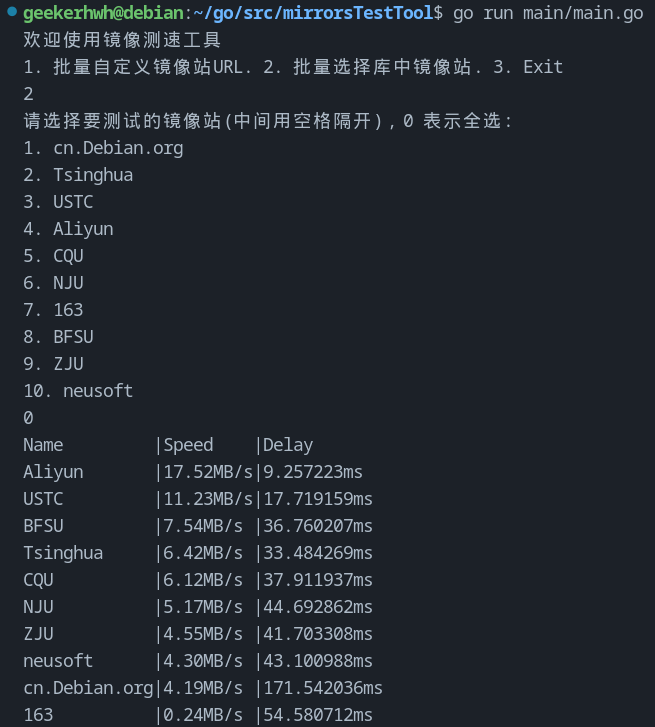 geekerhwh@debian:~/go/src/mirrorsTestTool$ go run main/main.go
欢迎使用镜像测速工具
1. 批量自定义镜像站URL. 2. 批量选择库中镜像站. 3. Exit
2
请选择要测试的镜像站(中间用空格隔开), 0 表示全选:
1. cn.Debian.org
2. Tsinghua
3. USTC
4. Aliyun
5. CQU
6. NJU
7. 163
8. BFSU
9. ZJU
10. neusoft
0
Name         |Speed    |Delay
Aliyun       |17.52MB/s|9.257223ms
USTC         |11.23MB/s|17.719159ms
BFSU         |7.54MB/s |36.760207ms
Tsinghua     |6.42MB/s |33.484269ms
CQU          |6.12MB/s |37.911937ms
NJU          |5.17MB/s |44.692862ms
ZJU          |4.55MB/s |41.703308ms
neusoft      |4.30MB/s |43.100988ms
cn.Debian.org|4.19MB/s |171.542036ms
163          |0.24MB/s |54.580712ms